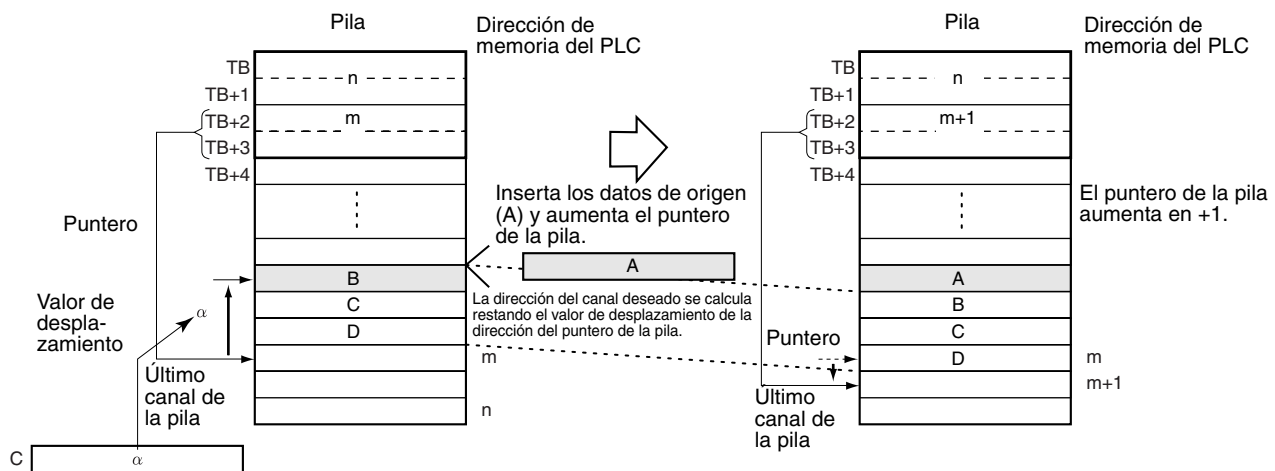 Pila
Dirección de
memoria del PLC
TB
n
TB+1
TB+2
m
TB+3
TB+4
Puntero
B
Valor de
despla-
zamiento
α
C
D
m
Último
canal de
la pila
n
C
α
Inserta los datos de origen
(A) y aumenta el puntero
de la pila.
A
La dirección del canal deseado se calcula
restando el valor de desplazamiento de la
dirección del puntero de la pila.
Pila
Dirección de
memoria del PLC
TB
n
TB+1
TB+2
m+1
TB+3
TB+4
El puntero de la pila
aumenta en +1.
A
B
C
Puntero
D
m
m+1
Último
canal de
la pila